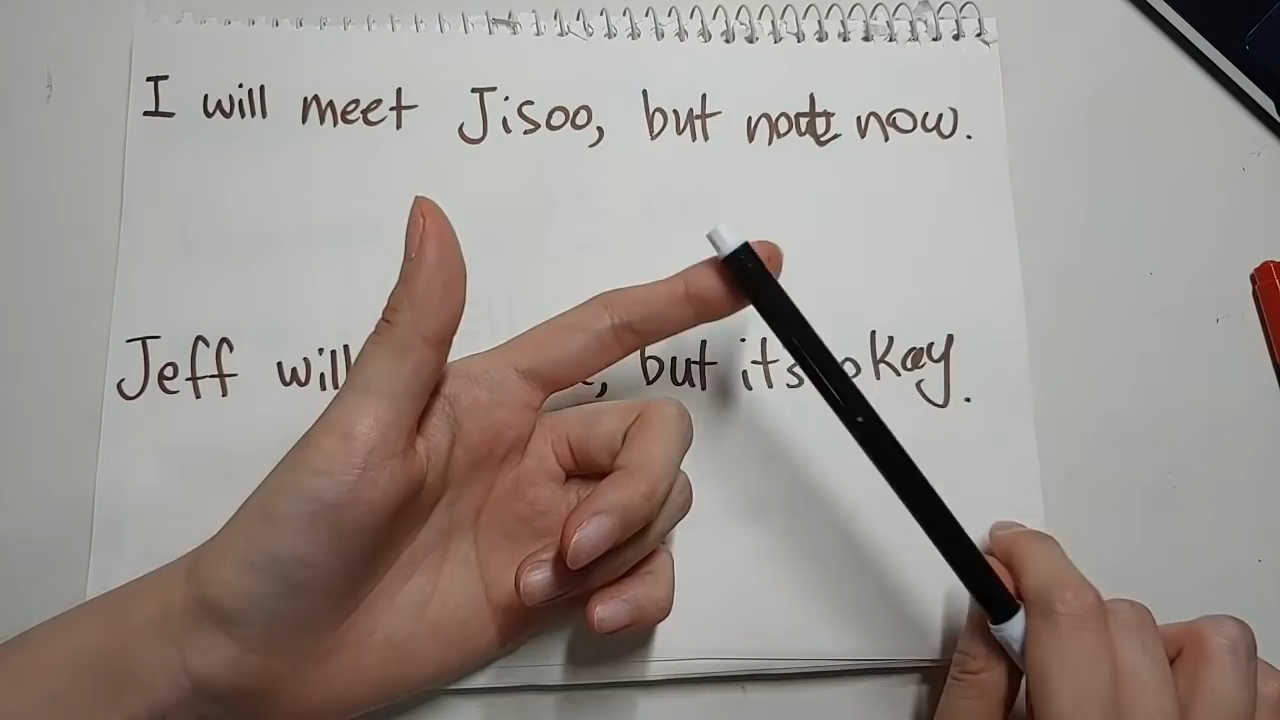 I will meet Jisoo, but not now.
Jeff will , but its okay.